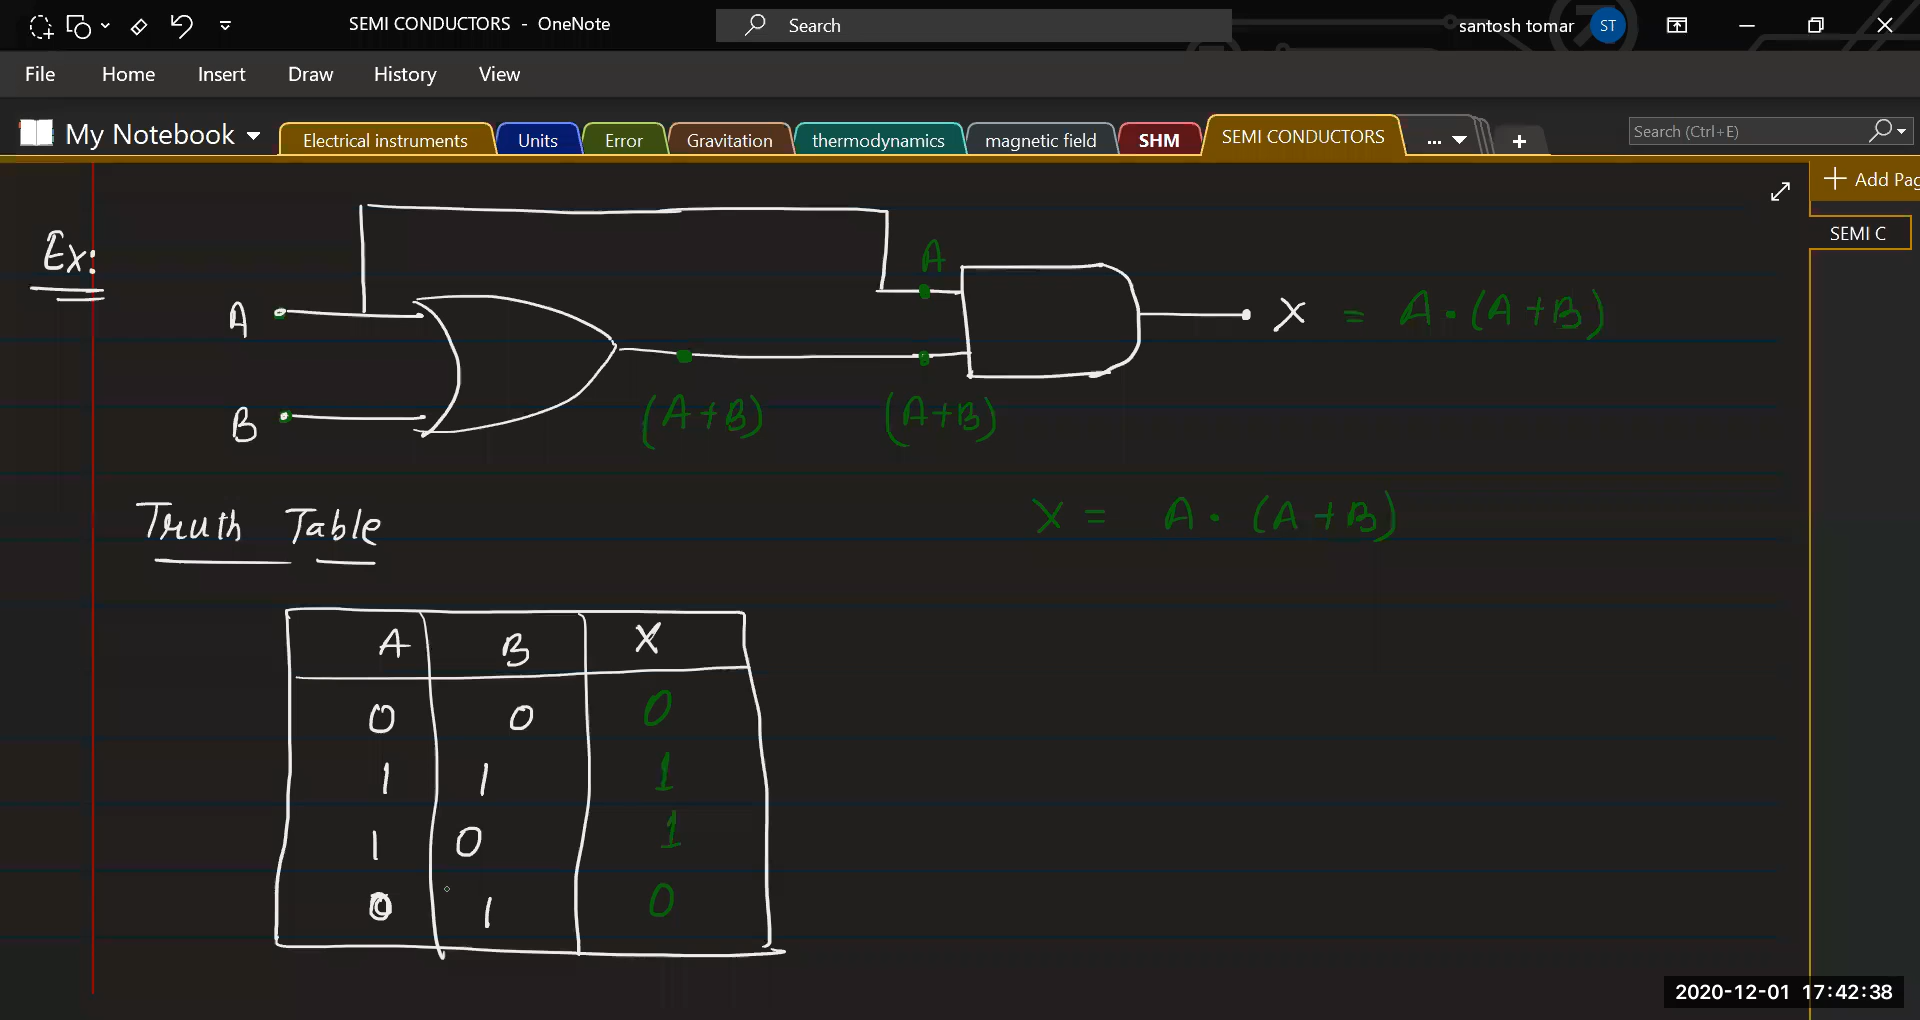 SEMI CONDUCTORS - OneNote
Search
santosh tomar
ST
File Home Insert Draw History View
My Notebook
Electrical instruments Units Error Gravitation thermodynamics magnetic field SHM SEMI CONDUCTORS ... +
Search (Ctrl+E)
+ Add Pag
SEMI C
Ex:
A
A
X = A · (A + B)
B
(A + B)
(A + B)
Truth Table
X = A · (A + B)
A B X
0 0 0
1 1 1
1 0 1
0 1 0
2020-12-01 17:42:38